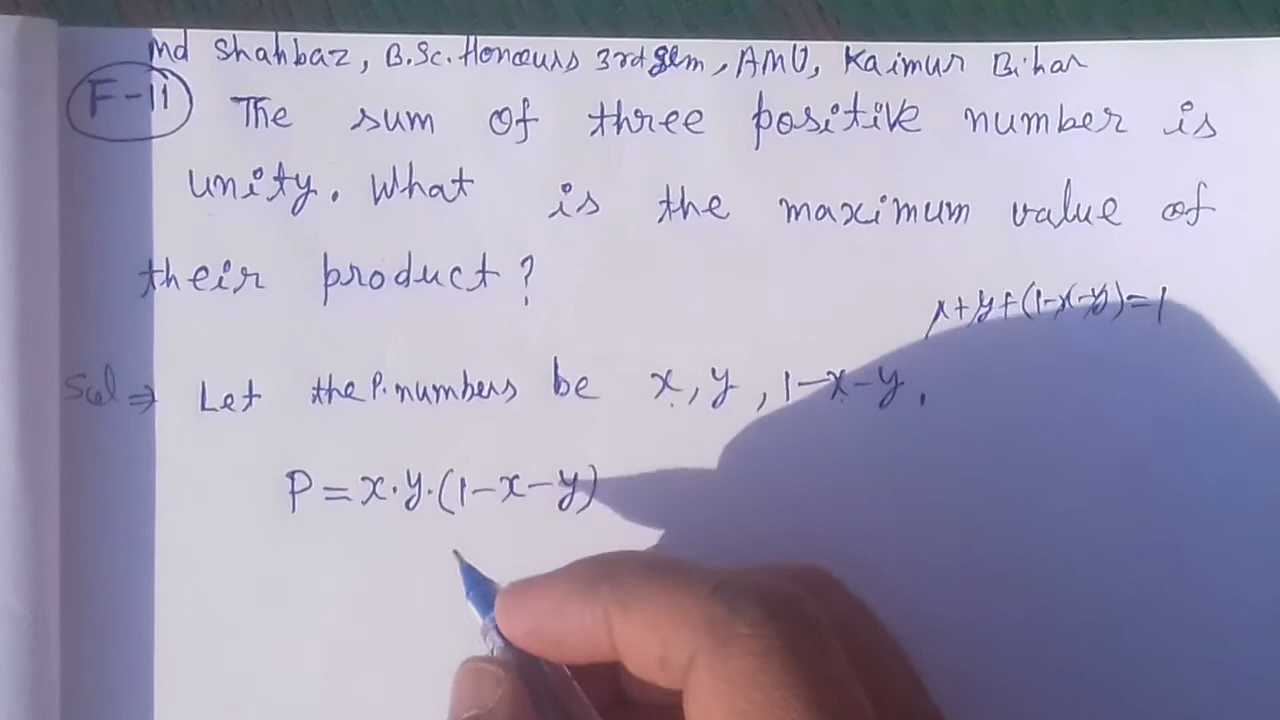 Md Shahbaz, B.Sc. Honours 3rd sem, AMU, Kaimur Bihar
F-11 The sum of three positive number is
unity. What is the maximum value of
their product?
x+y+(1-x-y)=1
Sol ⇒ Let the P. numbers be x, y, 1-x-y.
P = x·y·(1-x-y)